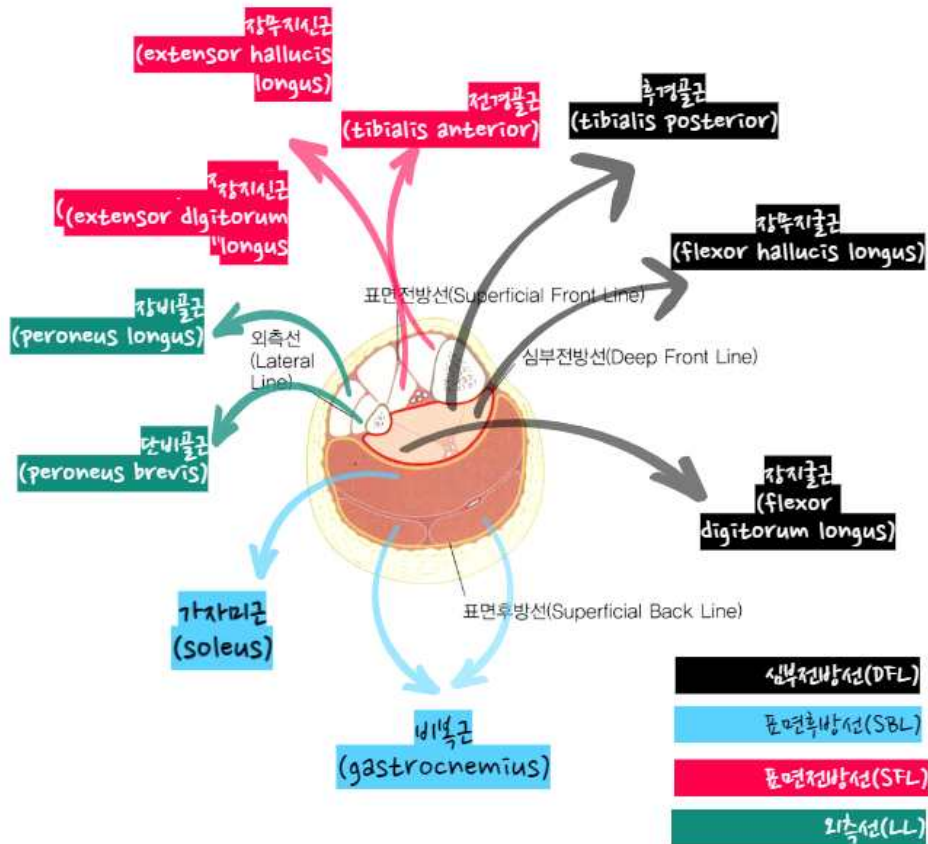 장무지신근
(extensor hallucis
longus)
전경골근
(tibialis anterior)
후경골근
(tibialis posterior)
장지신근
(extensor digitorum
longus
장무지굴근
(flexor hallucis longus)
표면전방선(Superficial Front Line)
장비골근
(peroneus longus)
외측선
(Lateral
Line)
심부전방선(Deep Front Line)
단비골근
(peroneus brevis)
장지굴근
(flexor
digitorum longus)
가자미근
(soleus)
표면후방선(Superficial Back Line)
비복근
(gastrocnemius)
심부전방선(DFL)
표면후방선(SBL)
표면전방선(SFL)
외측선(LL)